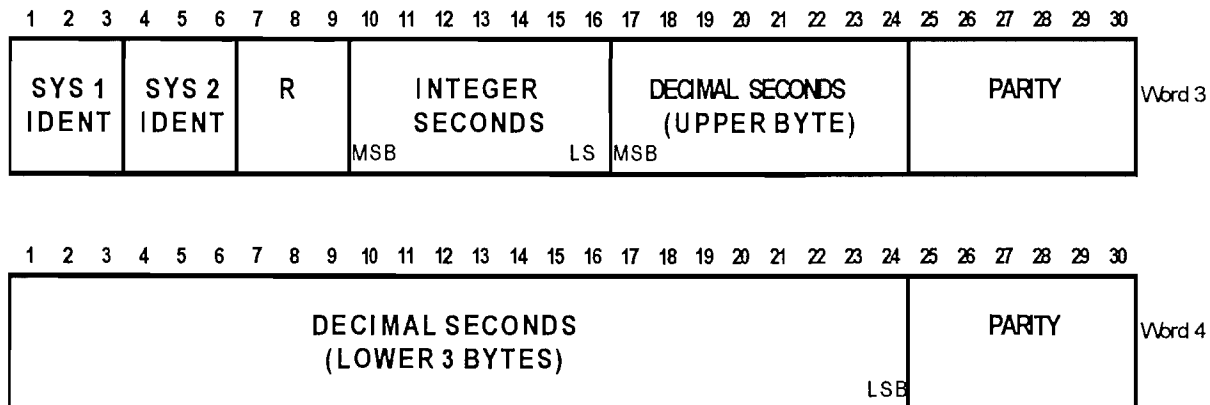 1 2 3 4 5 6 7 8 9 10 11 12 13 14 15 16 17 18 19 20 21 22 23 24 25 26 27 28 29 30
SYS 1 SYS 2 R INTEGER DECIMAL SECONDS PARITY Word 3
IDENT IDENT SECONDS (UPPER BYTE)
MSB LS MSB
1 2 3 4 5 6 7 8 9 10 11 12 13 14 15 16 17 18 19 20 21 22 23 24 25 26 27 28 29 30
DECIMAL SECONDS PARITY Word 4
(LOWER 3 BYTES)
LSB